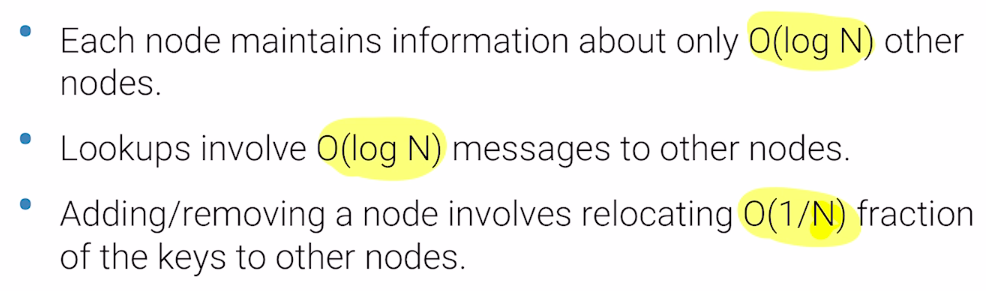 • Each node maintains information about only O(log N) other
nodes.
• Lookups involve O(log N) messages to other nodes.
• Adding/removing a node involves relocating O(1/N) fraction
of the keys to other nodes.